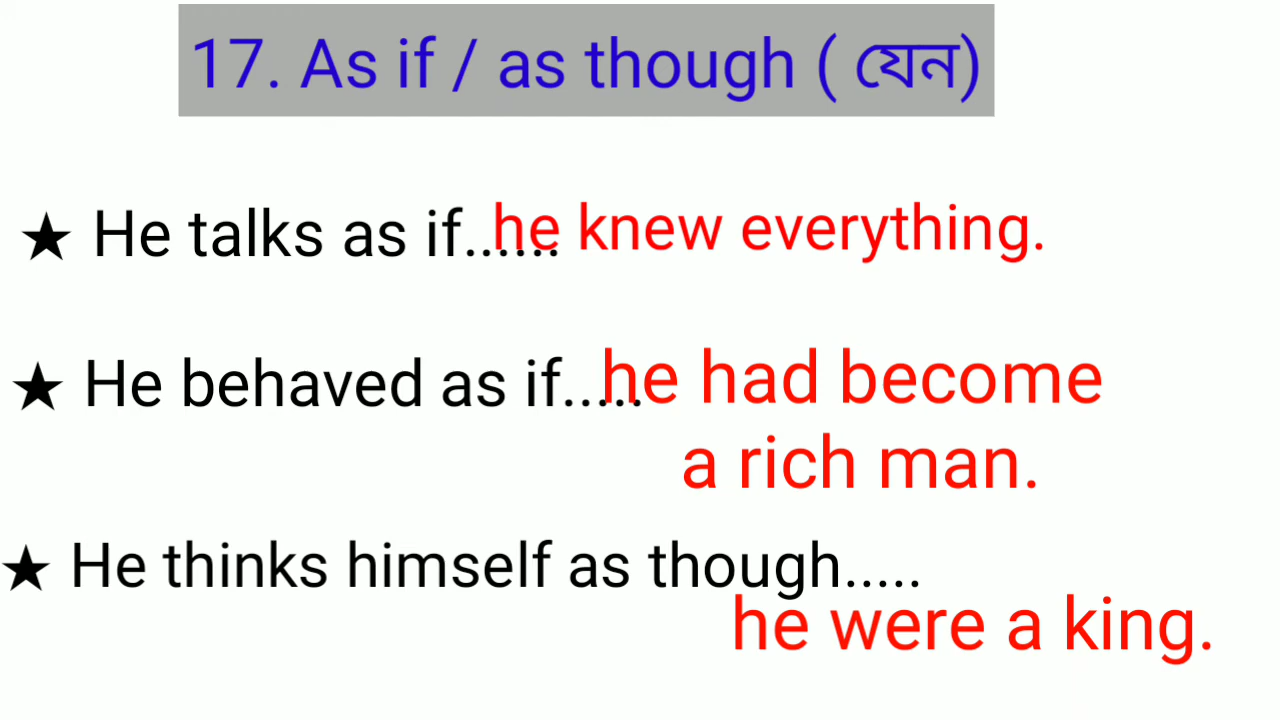 17. As if / as though ( যেন)
★ He talks as if...... he knew everything.
★ He behaved as if..... he had become
a rich man.
★ He thinks himself as though.....
he were a king.